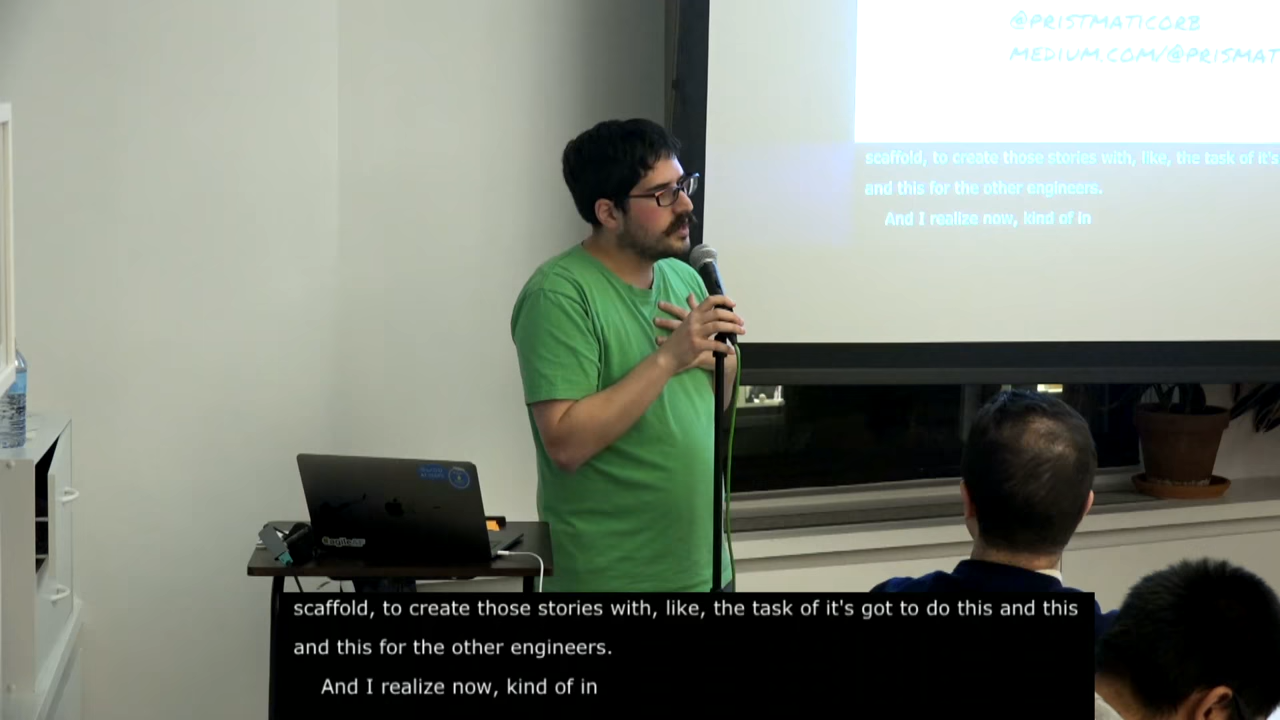 @PRISTMATICORB
MEDIUM.COM/@PRISMAT
scaffold, to create those stories with, like, the task of it's
and this for the other engineers.
And I realize now, kind of in
scaffold, to create those stories with, like, the task of it's got to do this and this
and this for the other engineers.
And I realize now, kind of in